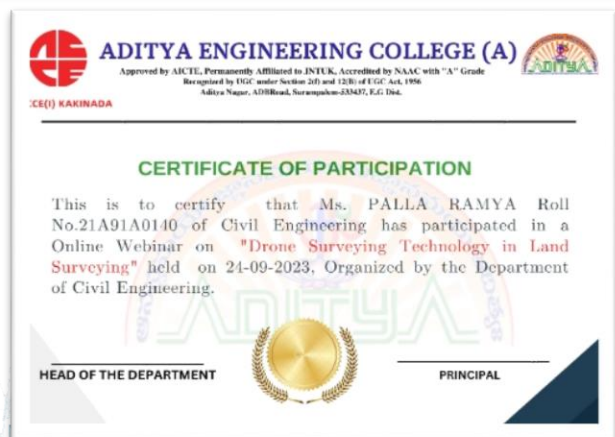 ADITYA ENGINEERING COLLEGE (A)
Approved by AICTE, Permanently Affiliated to JNTUK, Accredited by NAAC with "A" Grade
Recognized by UGC under Section 2(f) and 12(B) of UGC Act, 1956
Aditya Nagar, ADBRoad, Surampalem-533437, E.G Dist.
CE(I) KAKINADA
ADITYA
CERTIFICATE OF PARTICIPATION
This is to certify that Ms. PALLA RAMYA Roll
No.21A91A0140 of Civil Engineering has participated in a
Online Webinar on "Drone Surveying Technology in Land
Surveying" held on 24-09-2023, Organized by the Department
of Civil Engineering.
ADITYA
HEAD OF THE DEPARTMENT
PRINCIPAL